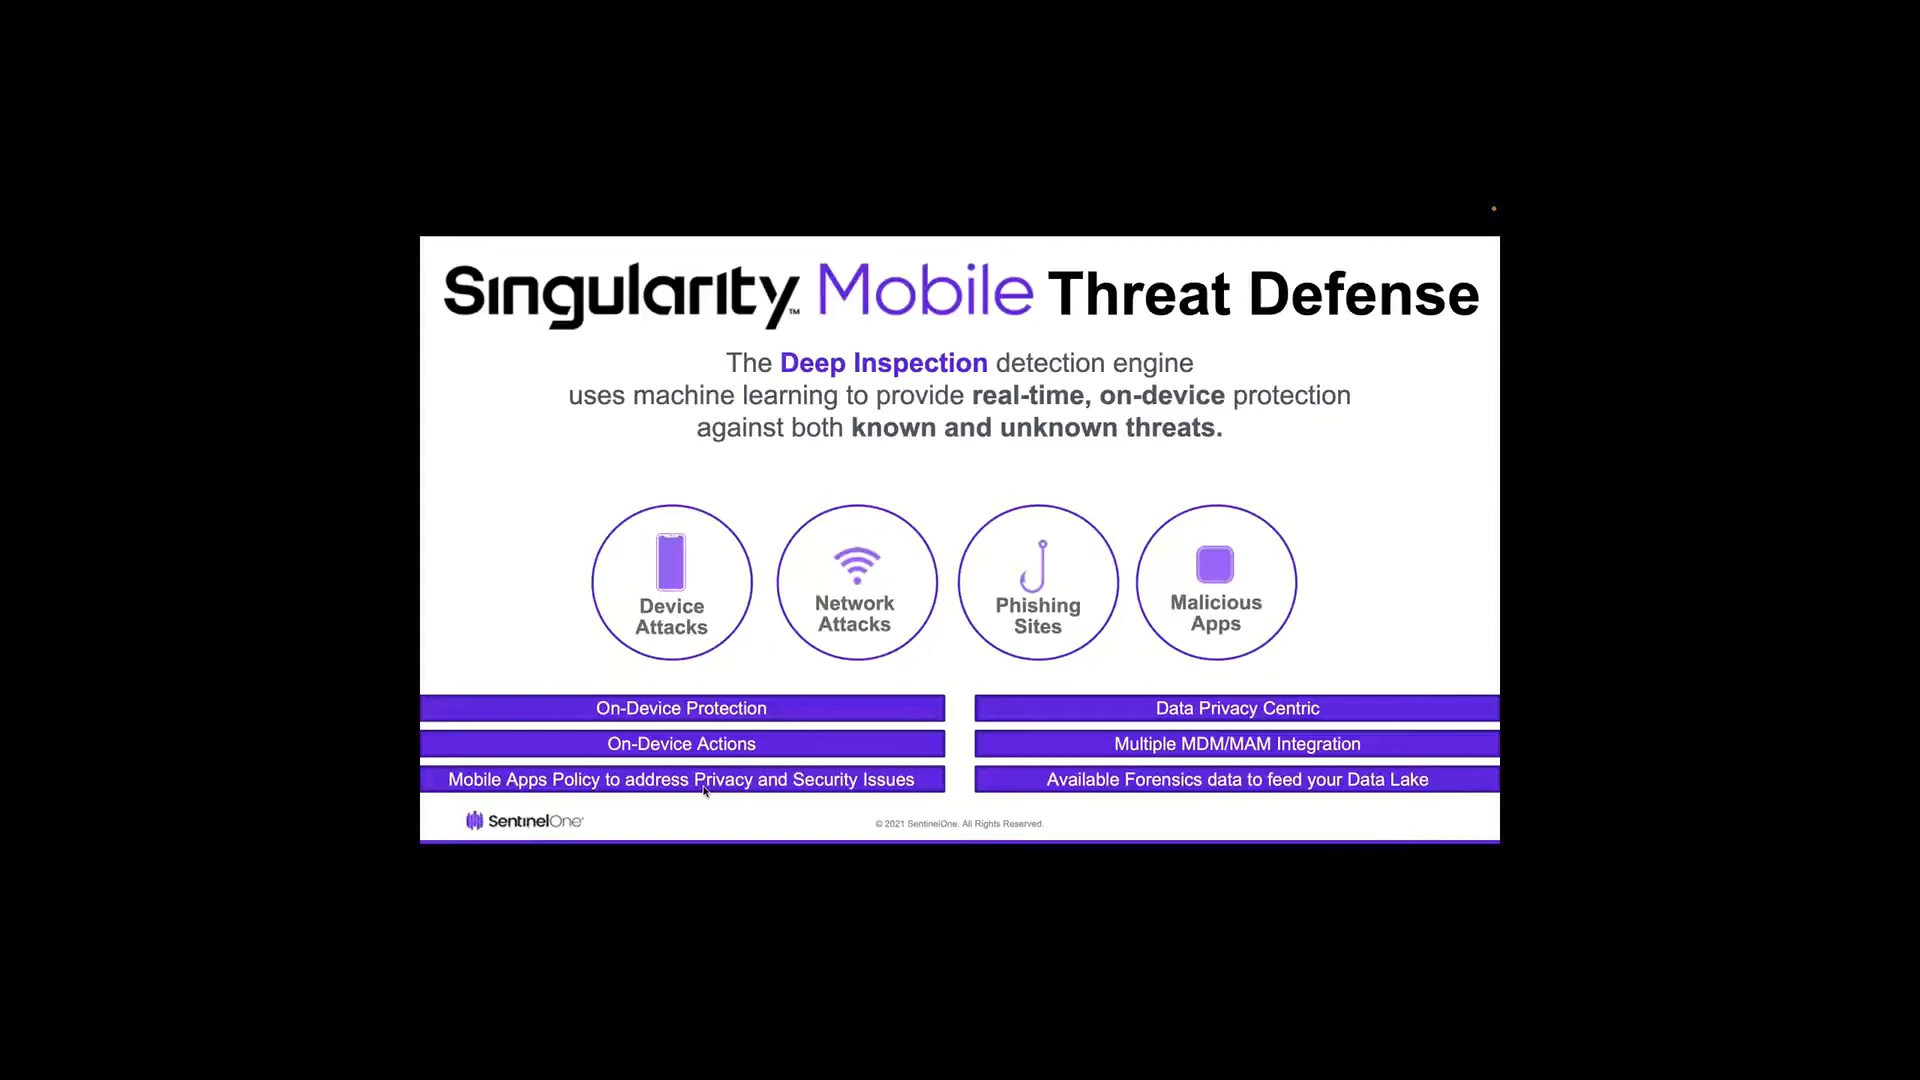 Singularity™ Mobile Threat Defense
The Deep Inspection detection engine
uses machine learning to provide real-time, on-device protection
against both known and unknown threats.
Device
Attacks
Network
Attacks
Phishing
Sites
Malicious
Apps
On-Device Protection
Data Privacy Centric
On-Device Actions
Multiple MDM/MAM Integration
Mobile Apps Policy to address Privacy and Security Issues
Available Forensics data to feed your Data Lake
SentinelOne
© 2021 SentinelOne. All Rights Reserved.